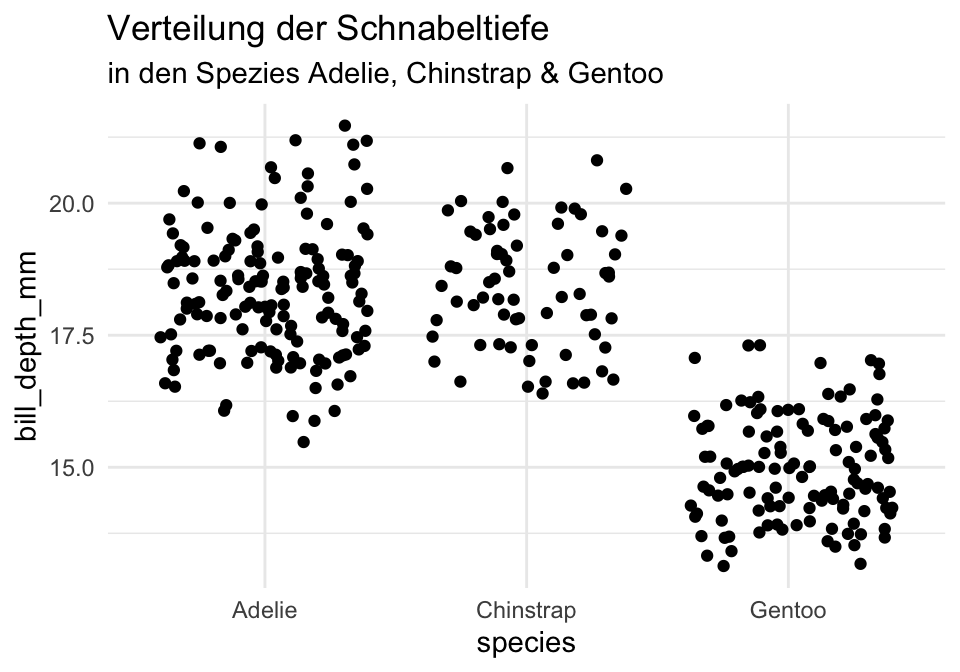 Verteilung der Schnabeltiefe
in den Spezies Adelie, Chinstrap & Gentoo
bill_depth_mm
20.0
17.5
15.0
Adelie Chinstrap Gentoo
species